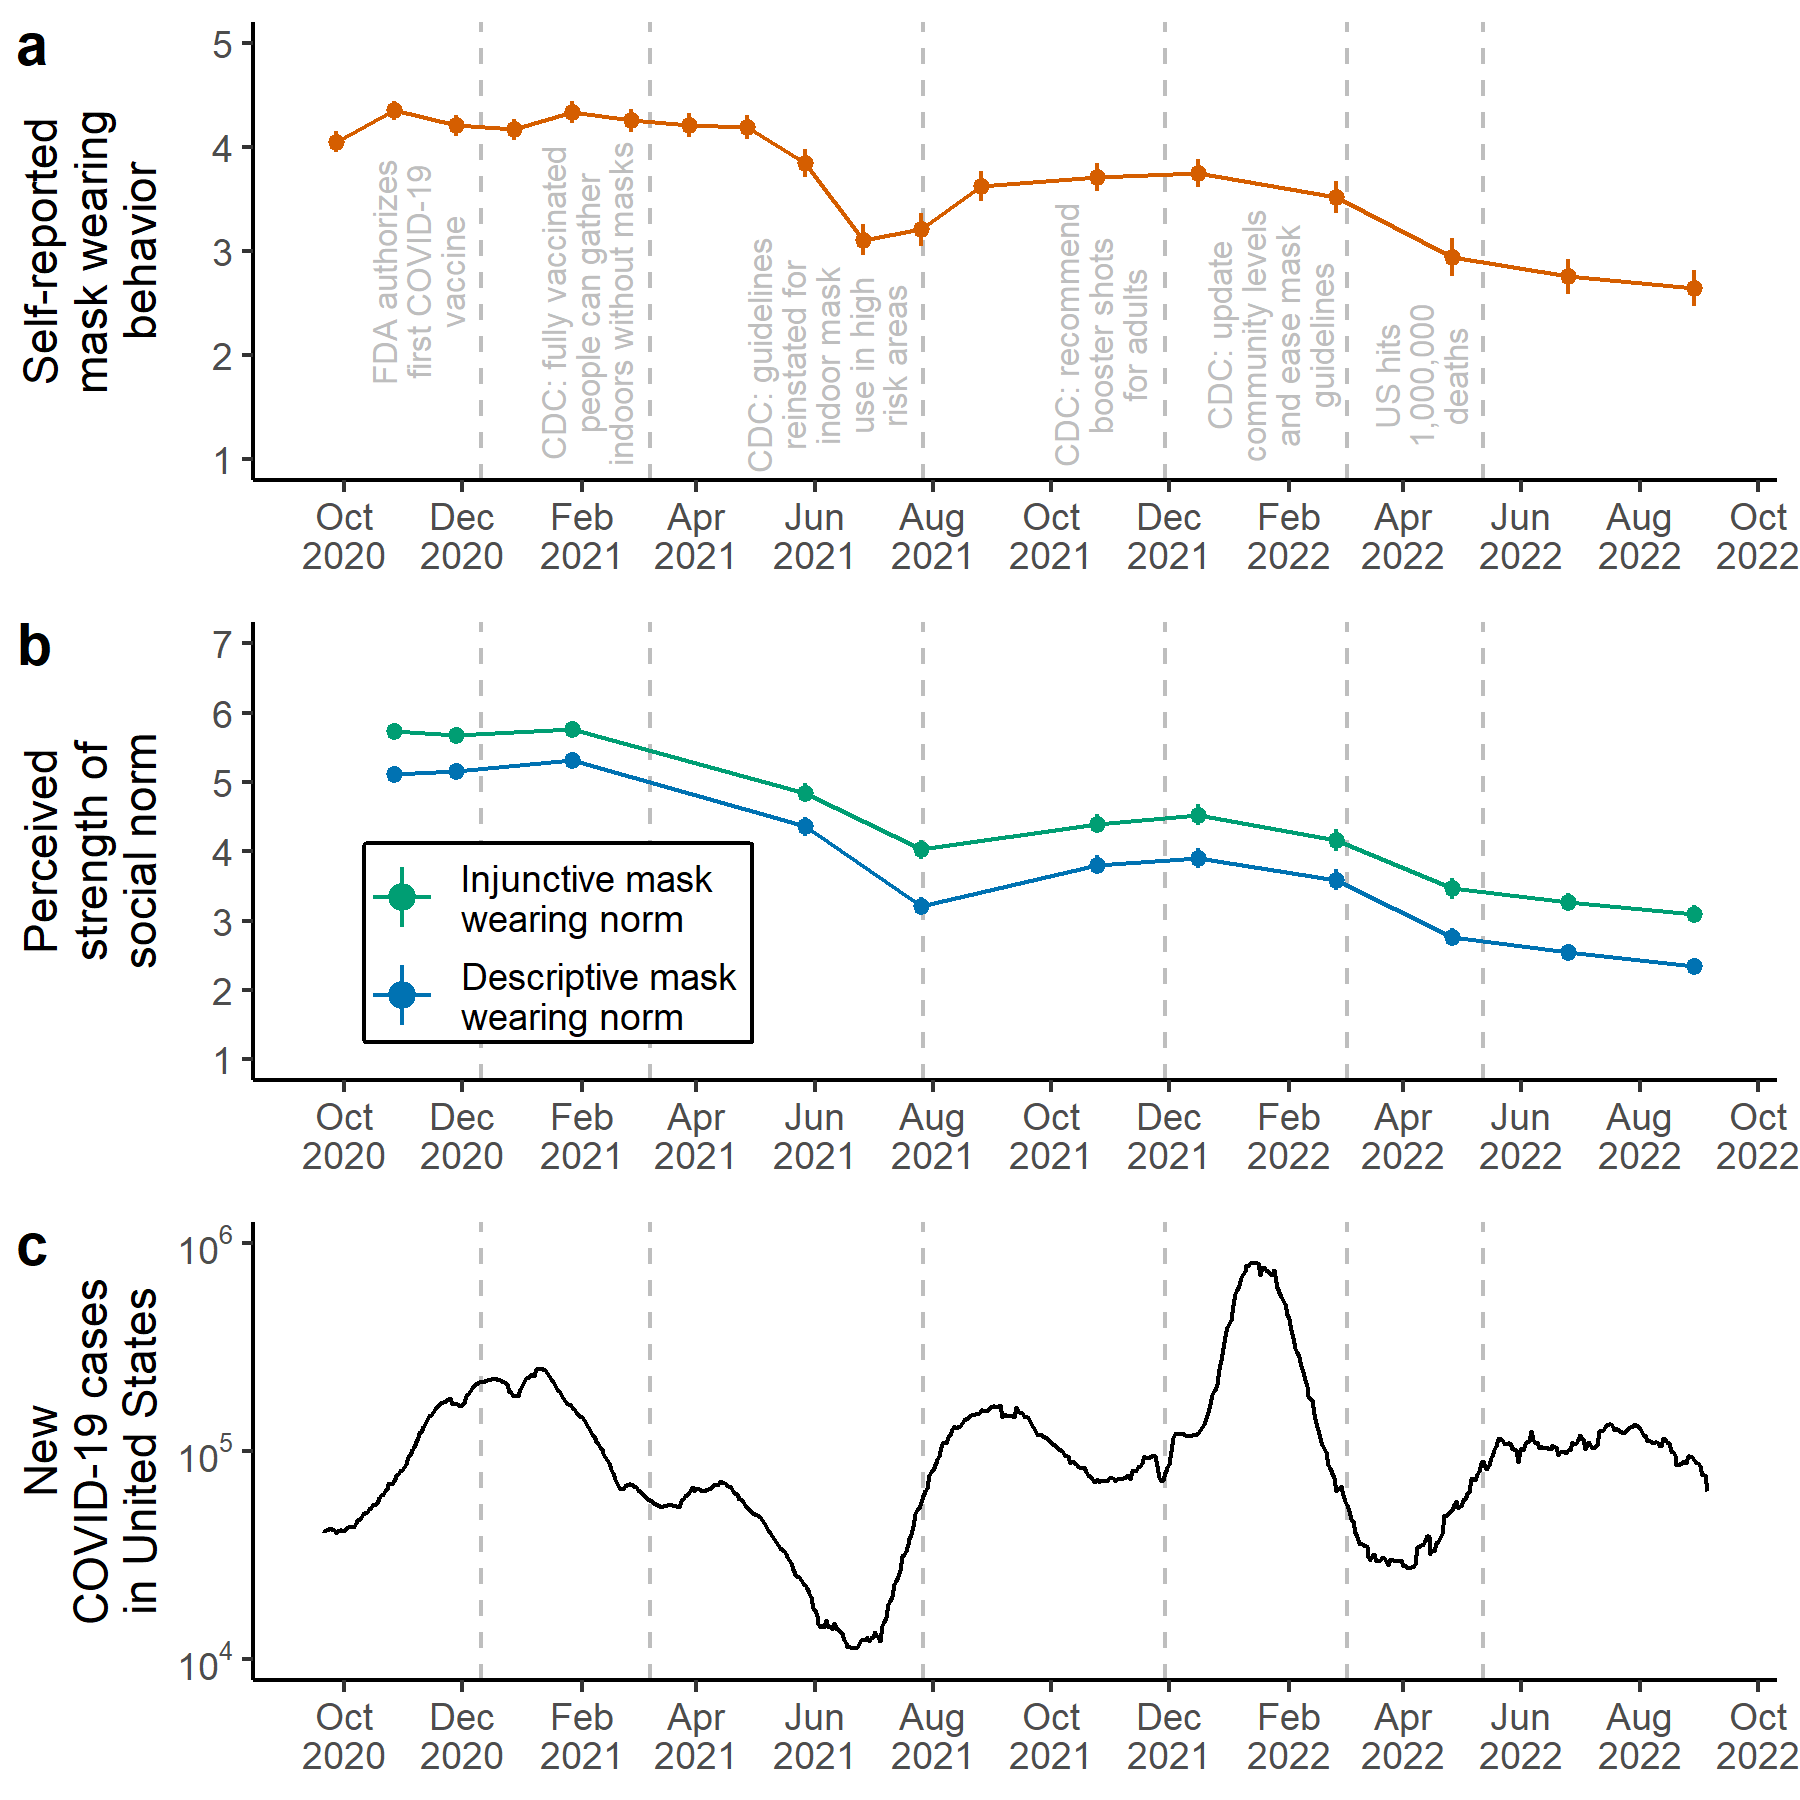 a
Self-reported
mask wearing
behavior
5
4
3
2
1
FDA authorizes
first COVID-19
vaccine
CDC: fully vaccinated
people can gather
indoors without masks
CDC: guidelines
reinstated for
indoor mask
use in high
risk areas
CDC: recommend
booster shots
for adults
CDC: update
community levels
and ease mask
guidelines
US hits
1,000,000
deaths
Oct Dec Feb Apr Jun Aug Oct Dec Feb Apr Jun Aug Oct
2020 2020 2021 2021 2021 2021 2021 2021 2022 2022 2022 2022 2022
b
Perceived
strength of
social norm
7
6
5
4
3
2
1
Injunctive mask
wearing norm
Descriptive mask
wearing norm
Oct Dec Feb Apr Jun Aug Oct Dec Feb Apr Jun Aug Oct
2020 2020 2021 2021 2021 2021 2021 2021 2022 2022 2022 2022 2022
c
New
COVID-19 cases
in United States
10⁶
10⁵
10⁴
Oct Dec Feb Apr Jun Aug Oct Dec Feb Apr Jun Aug Oct
2020 2020 2021 2021 2021 2021 2021 2021 2022 2022 2022 2022 2022